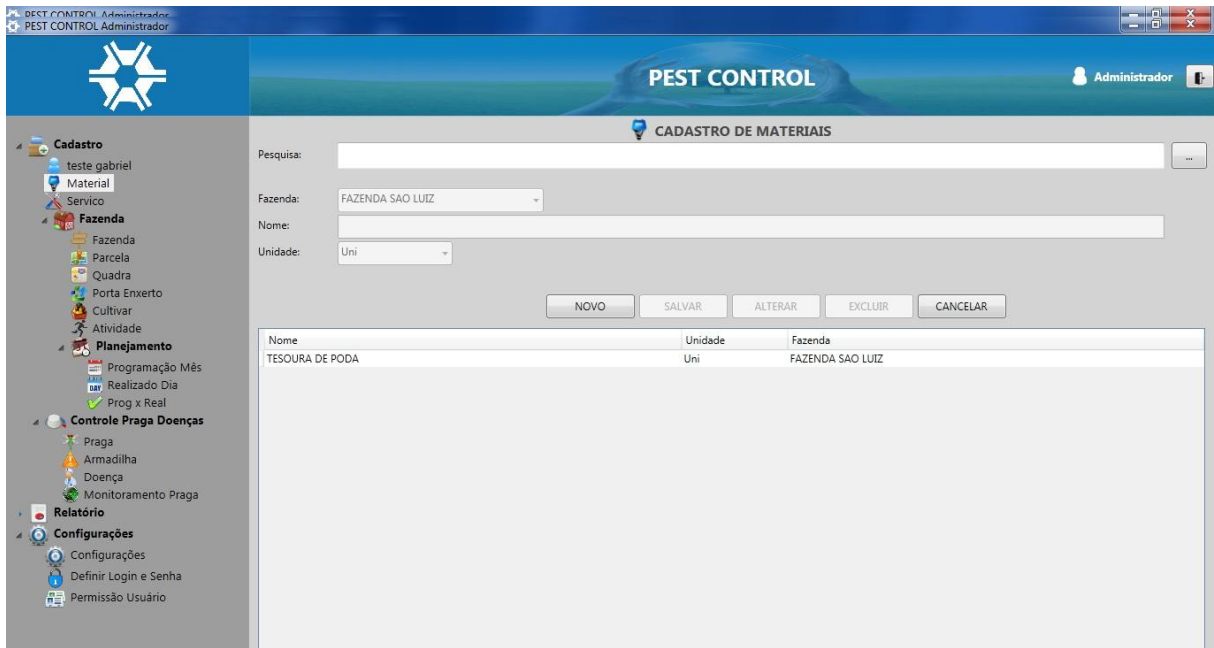 PEST CONTROL Administrador
PEST CONTROL Administrador
PEST CONTROL
Administrador
Cadastro
teste gabriel
Material
Servico
Fazenda
Fazenda
Parcela
Quadra
Porta Enxerto
Cultivar
Atividade
Planejamento
Programação Mês
DAY Realizado Dia
Prog x Real
Controle Praga Doenças
Praga
Armadilha
Doença
Monitoramento Praga
Relatório
Configurações
Configurações
Definir Login e Senha
Permissão Usuário
CADASTRO DE MATERIAIS
Pesquisa: ...
Fazenda: FAZENDA SAO LUIZ
Nome:
Unidade: Uni
NOVO SALVAR ALTERAR EXCLUIR CANCELAR
Nome Unidade Fazenda
TESOURA DE PODA Uni FAZENDA SAO LUIZ